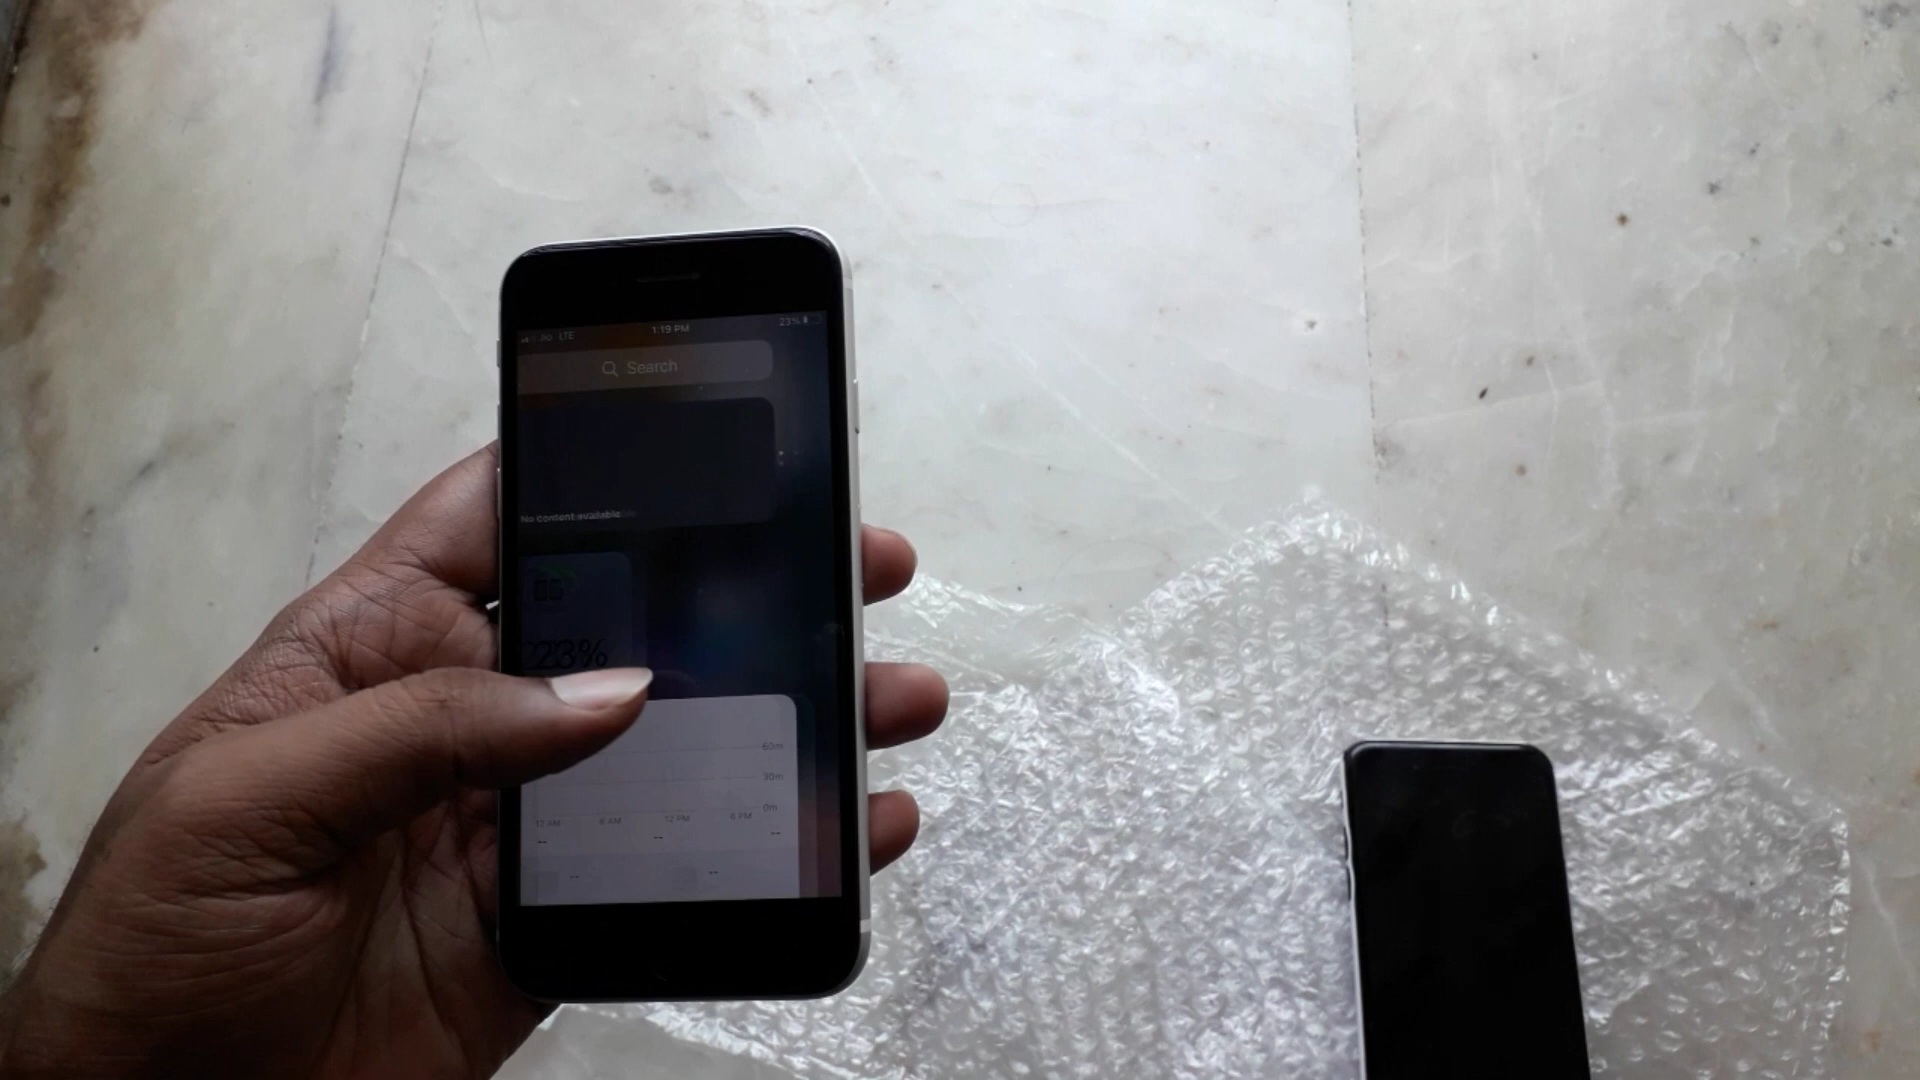 JIO LTE 1:19 PM 23%
Search
No content available
23%
60m
30m
0m
12 AM 6 AM 12 PM 6 PM
-- -- --
-- --